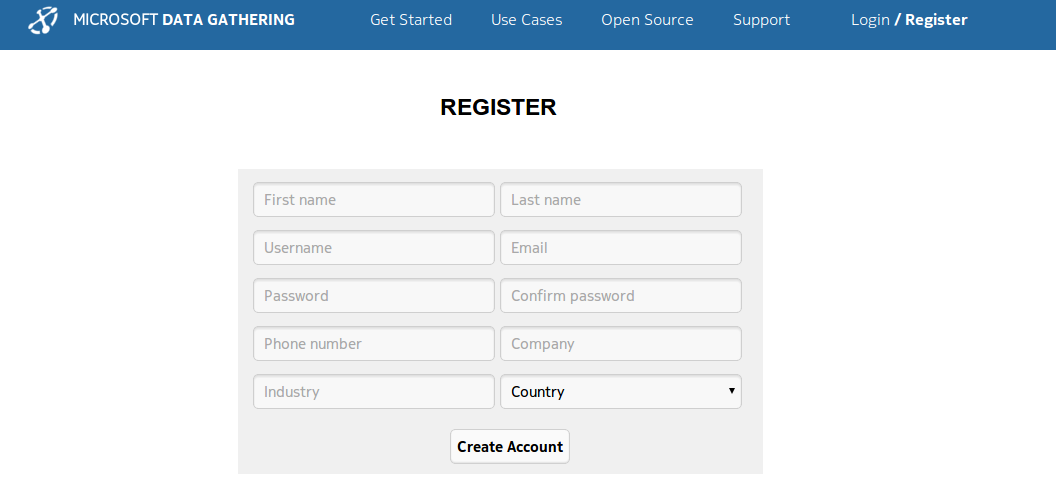 MICROSOFT DATA GATHERING Get Started Use Cases Open Source Support Login / Register
REGISTER
First name Last name
Username Email
Password Confirm password
Phone number Company
Industry Country
Create Account